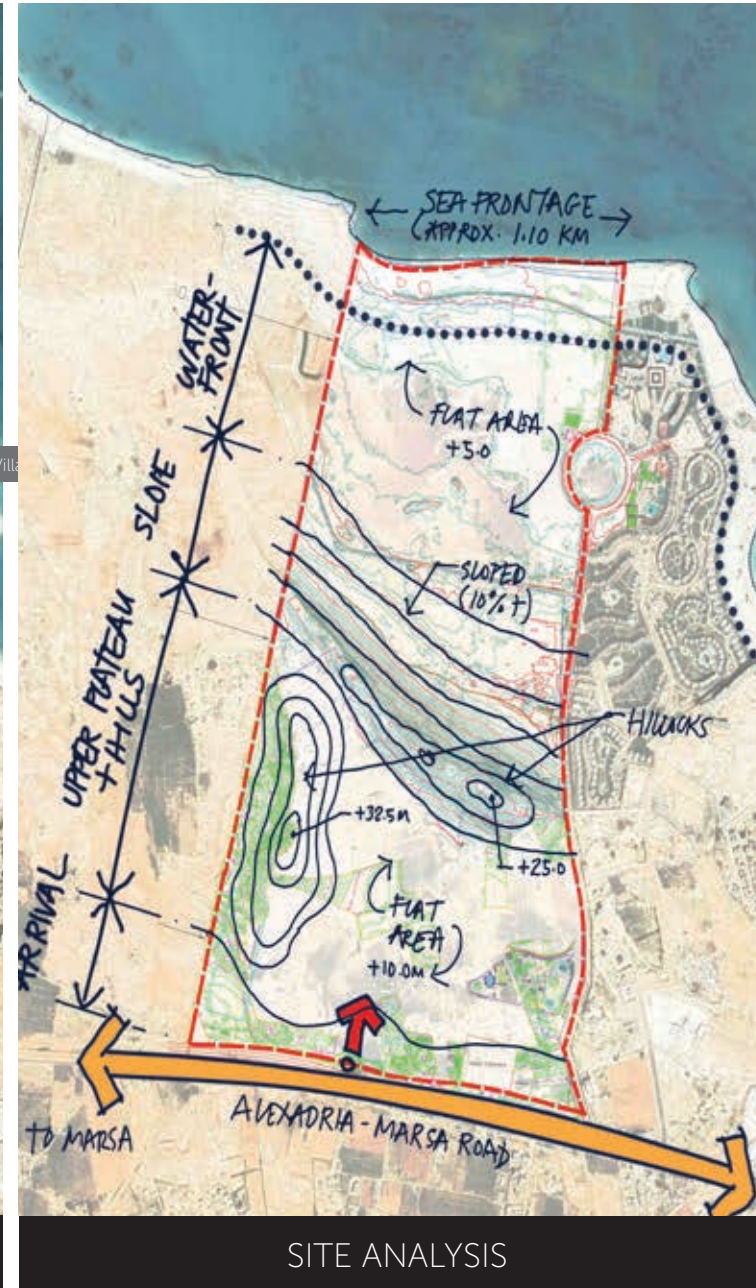 SEA FRONTAGE
(APPROX. 1.10 KM
WATER-
FRONT
FLAT AREA
+5.0
SLOPE
SLOPED
(10% +)
UPPER PLATEAU
+ HILLS
HILLOCKS
+32.5M
+25.0
FLAT
AREA
+10.0M
ARRIVAL
ALEXADRIA - MARSA ROAD
TO MARSA
SITE ANALYSIS